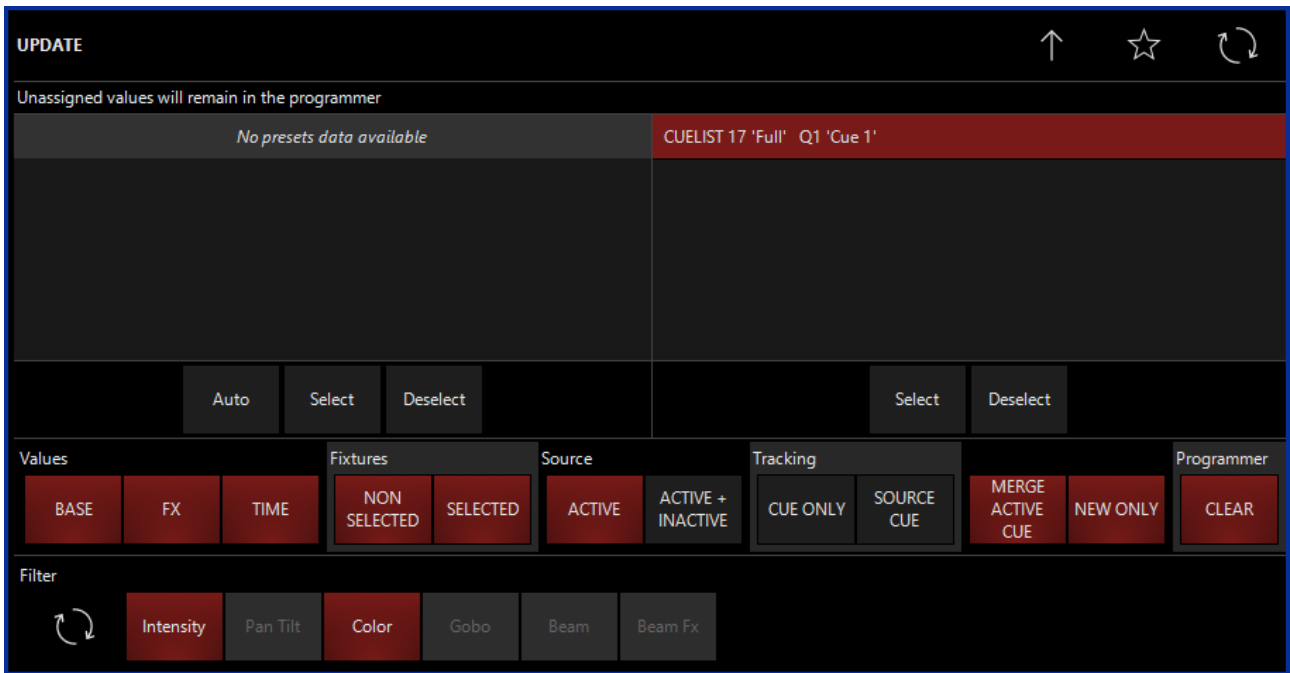 UPDATE
Unassigned values will remain in the programmer
No presets data available
CUELIST 17 'Full' Q1 'Cue 1'
Auto
Select
Deselect
Select
Deselect
Values
Fixtures
Source
Tracking
Programmer
BASE
FX
TIME
NON
SELECTED
SELECTED
ACTIVE
ACTIVE +
INACTIVE
CUE ONLY
SOURCE
CUE
MERGE
ACTIVE
CUE
NEW ONLY
CLEAR
Filter
Intensity
Pan Tilt
Color
Gobo
Beam
Beam Fx